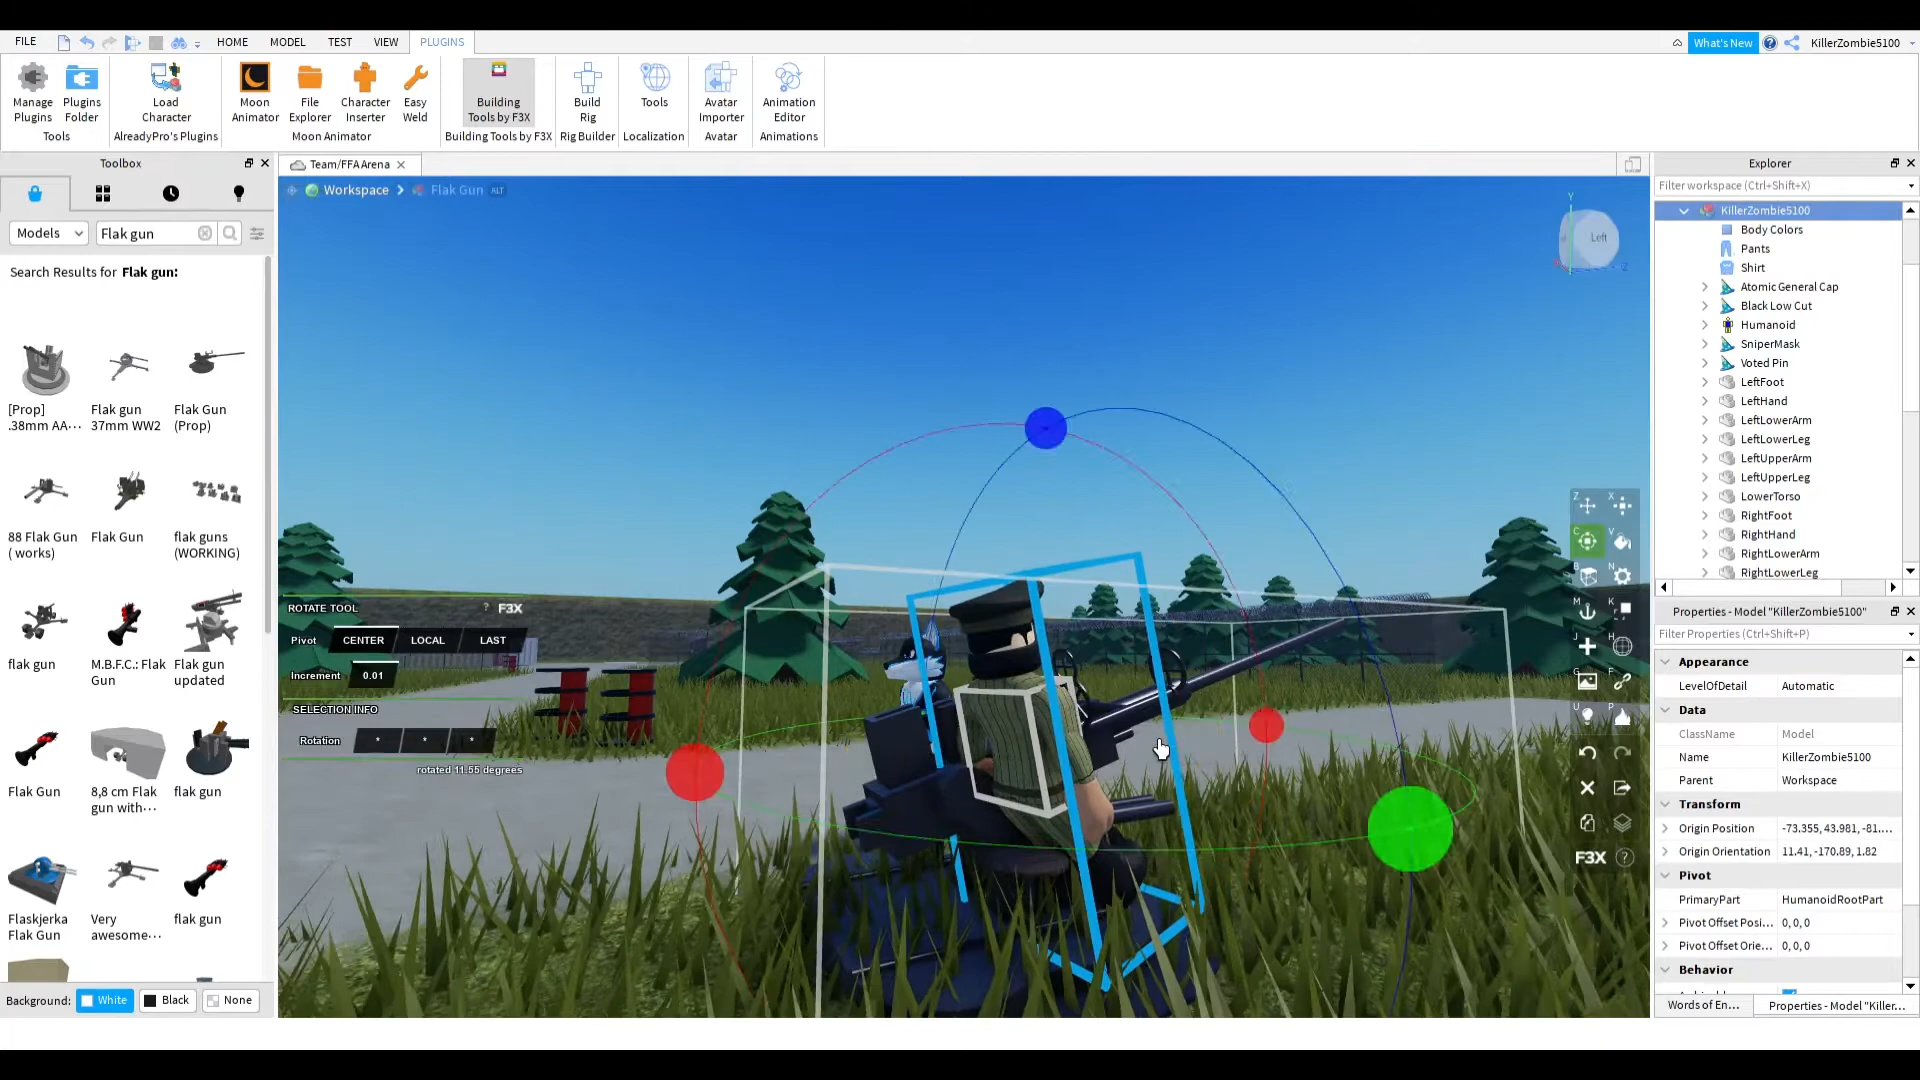 FILE
HOME
MODEL
TEST
VIEW
PLUGINS
What's New
KillerZombie5100
Manage Plugins
Plugins Folder
Load Character
Moon Animator
File Explorer
Character Inserter
Easy Weld
Building Tools by F3X
Build Rig
Tools
Avatar Importer
Animation Editor
Tools
AlreadyPro's Plugins
Moon Animator
Building Tools by F3X
Rig Builder
Localization
Avatar
Animations
Toolbox
Team/FFAArena
Explorer
Workspace
Flak Gun
ALT
Filter workspace (Ctrl+Shift+X)
Models
Flak gun
Search Results for Flak gun:
[Prop] .38mm AA-···
Flak gun 37mm WW2
Flak Gun (Prop)
88 Flak Gun ( works)
Flak Gun
flak guns (WORKING)
flak gun
M.B.F.C.: Flak Gun
Flak gun updated
Flak Gun
8,8 cm Flak gun with···
flak gun
Flaskjerka Flak Gun
Very awesome···
flak gun
Background:
White
Black
None
Left
Y
Z
ROTATE TOOL
?
F3X
Pivot
CENTER
LOCAL
LAST
Increment
0.01
SELECTION INFO
Rotation
*
*
*
rotated 11.55 degrees
Z
X
C
V
B
N
M
K
J
H
G
F
U
P
F3X
?
KillerZombie5100
Body Colors
Pants
Shirt
Atomic General Cap
Black Low Cut
Humanoid
SniperMask
Voted Pin
LeftFoot
LeftHand
LeftLowerArm
LeftLowerLeg
LeftUpperArm
LeftUpperLeg
LowerTorso
RightFoot
RightHand
RightLowerArm
RightLowerLeg
Properties - Model "KillerZombie5100"
Filter Properties (Ctrl+Shift+P)
Appearance
LevelOfDetail
Automatic
Data
ClassName
Model
Name
KillerZombie5100
Parent
Workspace
Transform
Origin Position
-73.355, 43.981, -81....
Origin Orientation
11.41, -170.89, 1.82
Pivot
PrimaryPart
HumanoidRootPart
Pivot Offset Posi...
0,0,0
Pivot Offset Orie...
0,0,0
Behavior
Words of En...
Properties - Model "Killer...